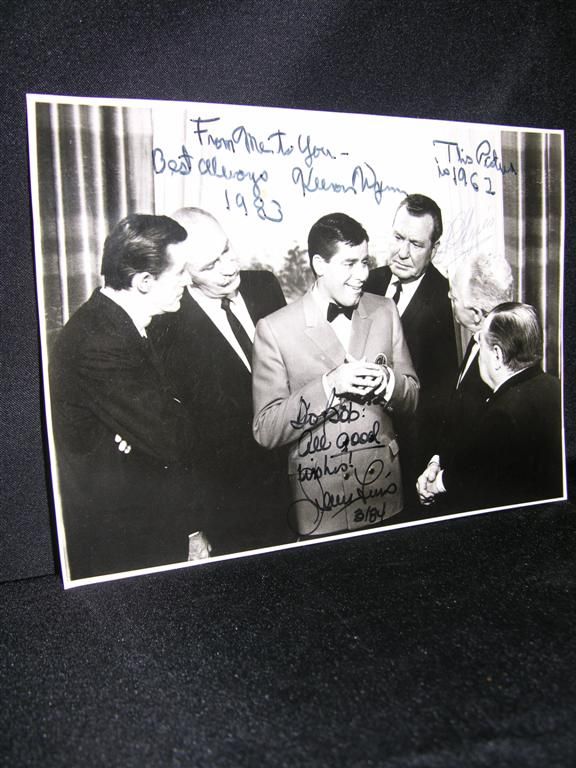 From Me to You -
Best always Keenan Wynn
1983
This Picture
is 1962
To Bob:
All good
wishes!
Jerry Lewis
3/84